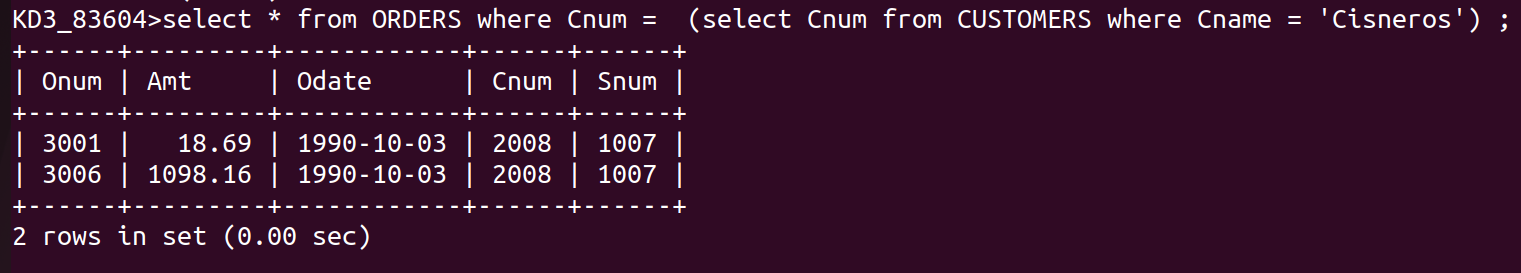 KD3_83604>select * from ORDERS where Cnum =  (select Cnum from CUSTOMERS where Cname = 'Cisneros') ;
+------+---------+------------+------+------+
| Onum | Amt     | Odate      | Cnum | Snum |
+------+---------+------------+------+------+
| 3001 |   18.69 | 1990-10-03 | 2008 | 1007 |
| 3006 | 1098.16 | 1990-10-03 | 2008 | 1007 |
+------+---------+------------+------+------+
2 rows in set (0.00 sec)